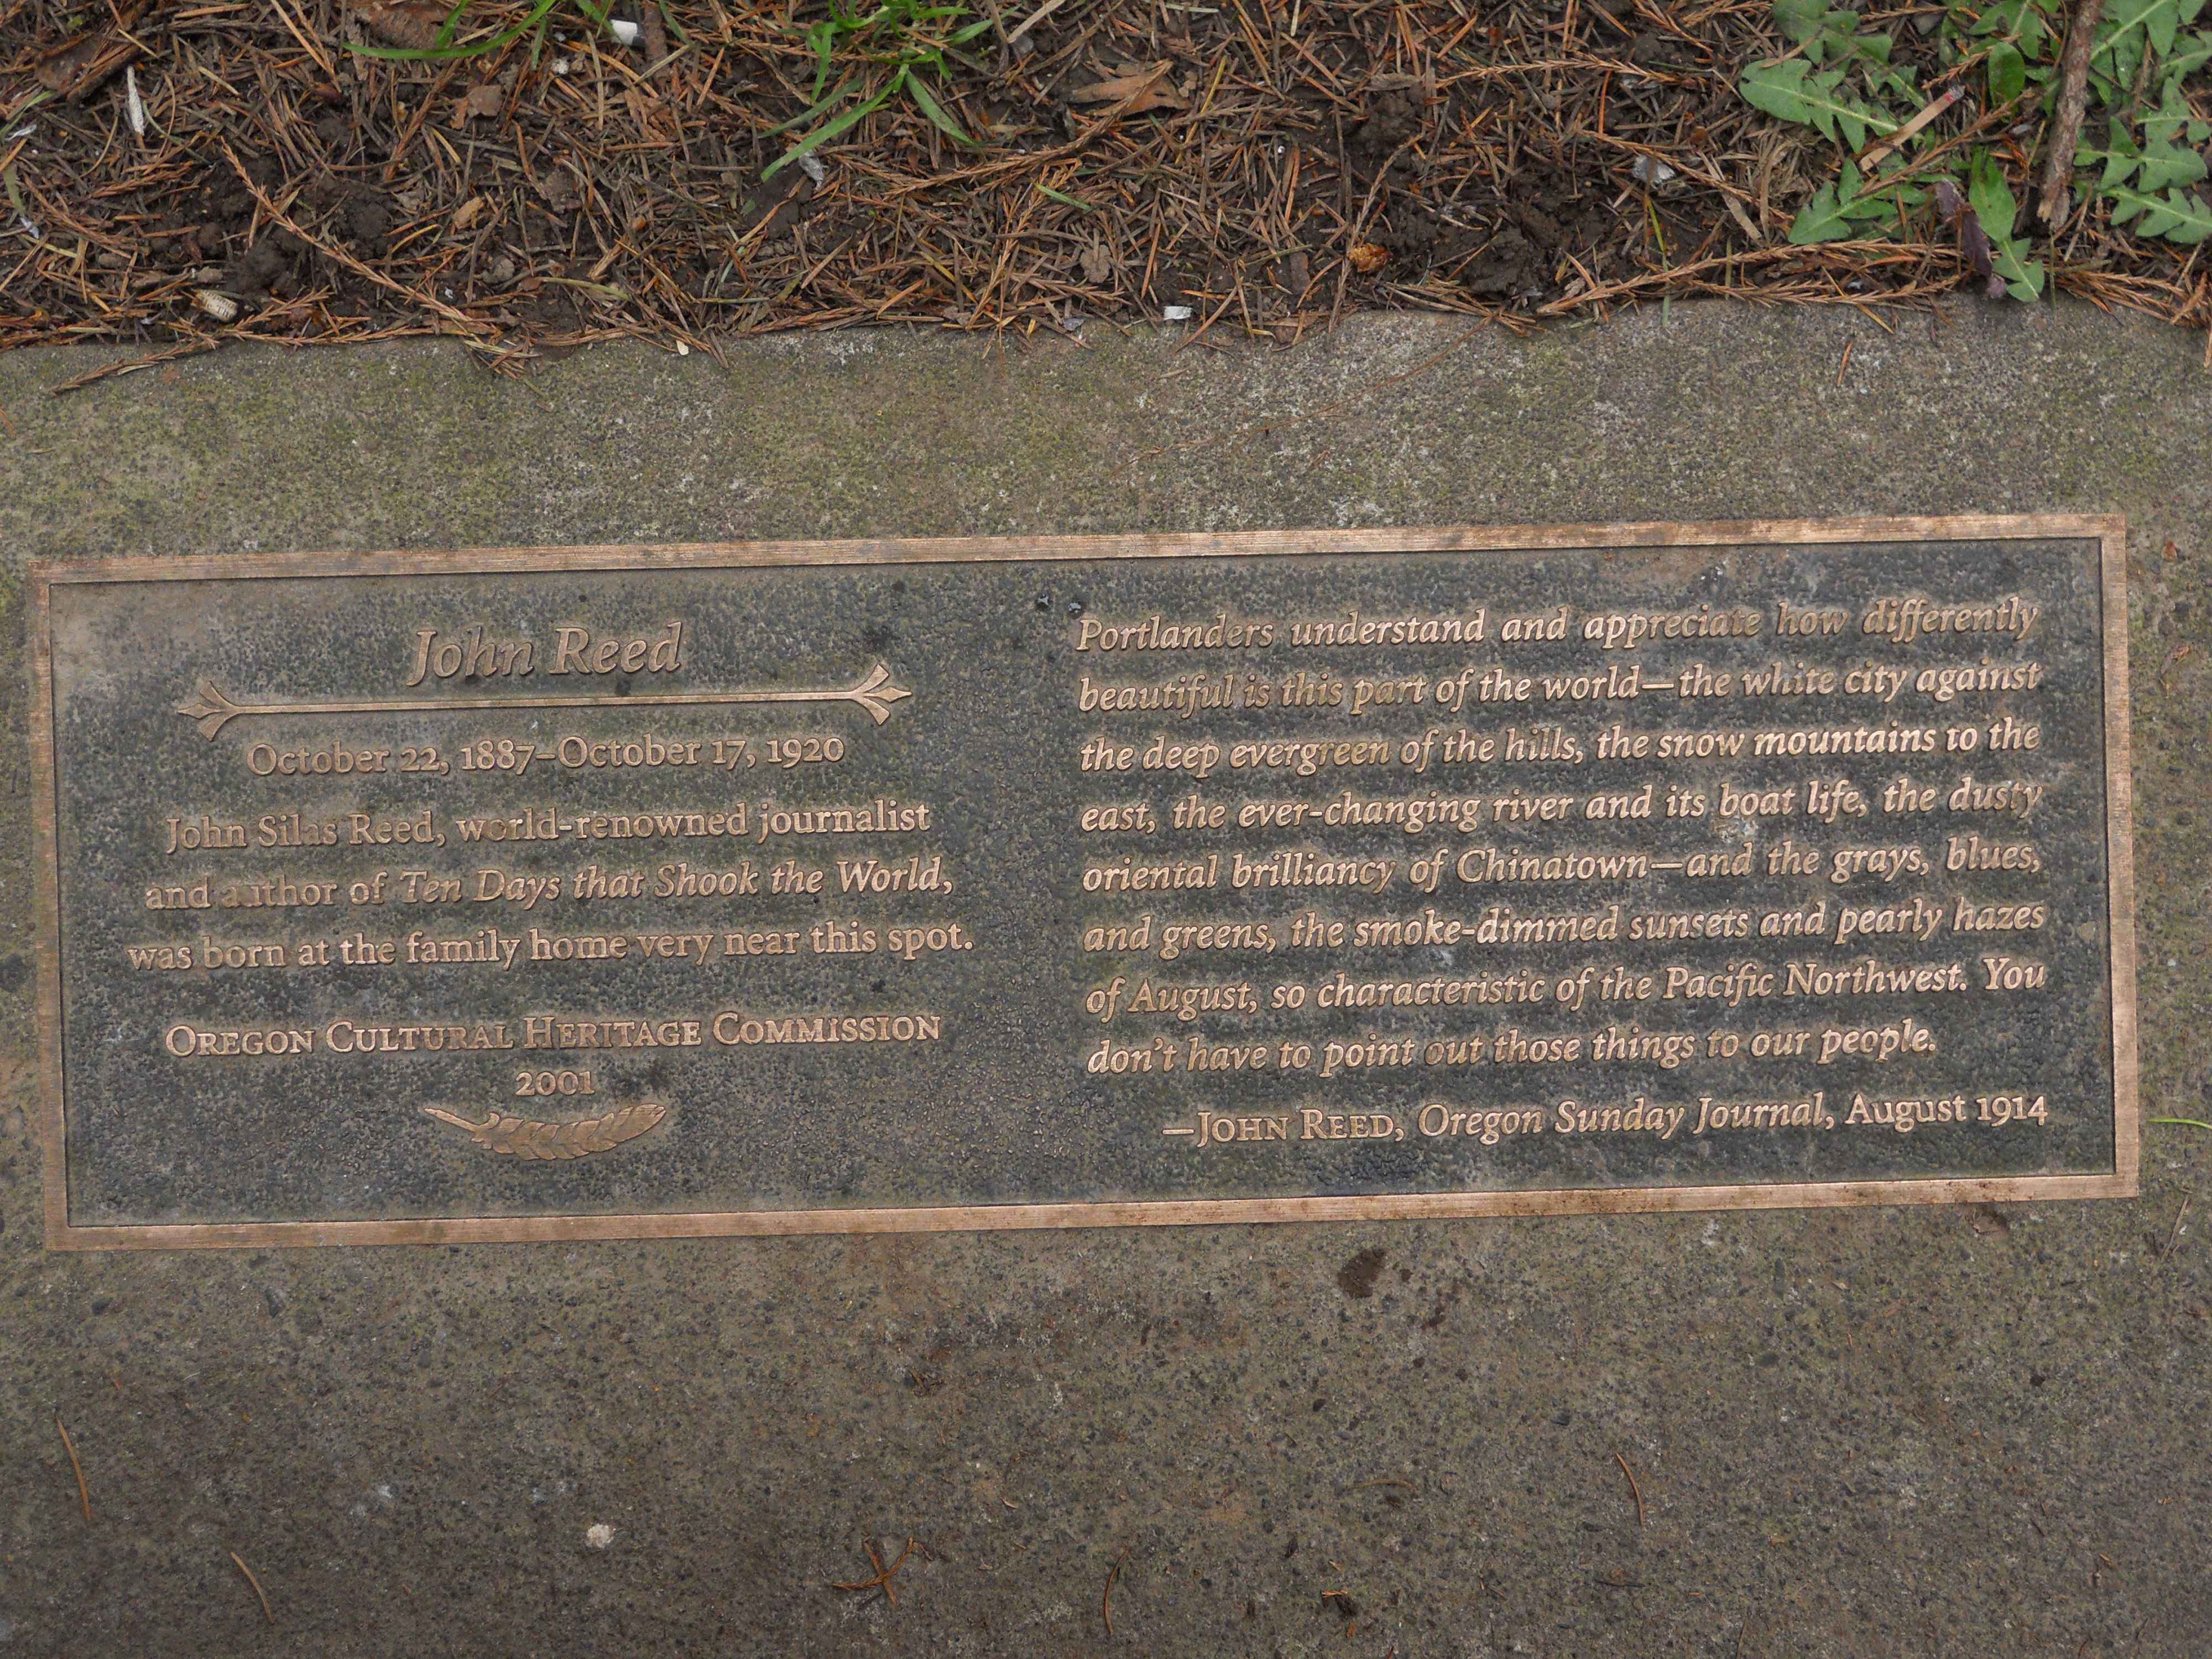 John Reed
October 22, 1887–October 17, 1920
John Silas Reed, world-renowned journalist
and author of Ten Days that Shook the World,
was born at the family home very near this spot.
OREGON CULTURAL HERITAGE COMMISSION
2001
Portlanders understand and appreciate how differently
beautiful is this part of the world—the white city against
the deep evergreen of the hills, the snow mountains to the
east, the ever-changing river and its boat life, the dusty
oriental brilliancy of Chinatown—and the grays, blues,
and greens, the smoke-dimmed sunsets and pearly hazes
of August, so characteristic of the Pacific Northwest. You
don't have to point out those things to our people.
—JOHN REED, Oregon Sunday Journal, August 1914